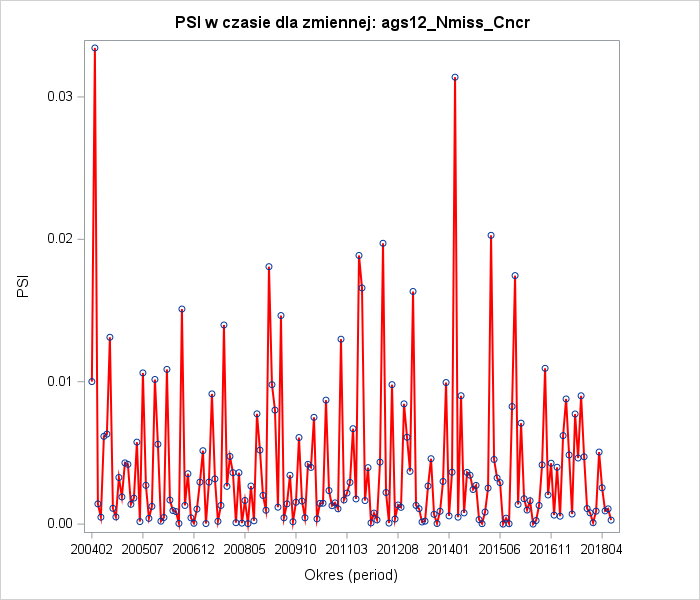 PSI w czasie dla zmiennej: ags12_Nmiss_Cncr
0.03
0.02
PSI
0.01
0.00
200402 200507 200612 200805 200910 201103 201208 201401 201506 201611 201804
Okres (period)